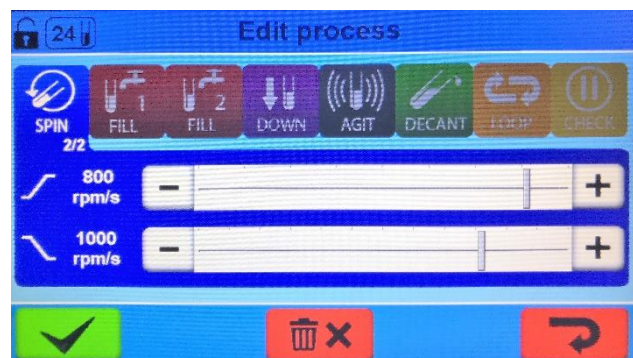 24
Edit process
SPIN
1
FILL
2
FILL
DOWN
AGIT
DECANT
LOOP
CHECK
2/2
800
rpm/s
−
+
1000
rpm/s
−
+